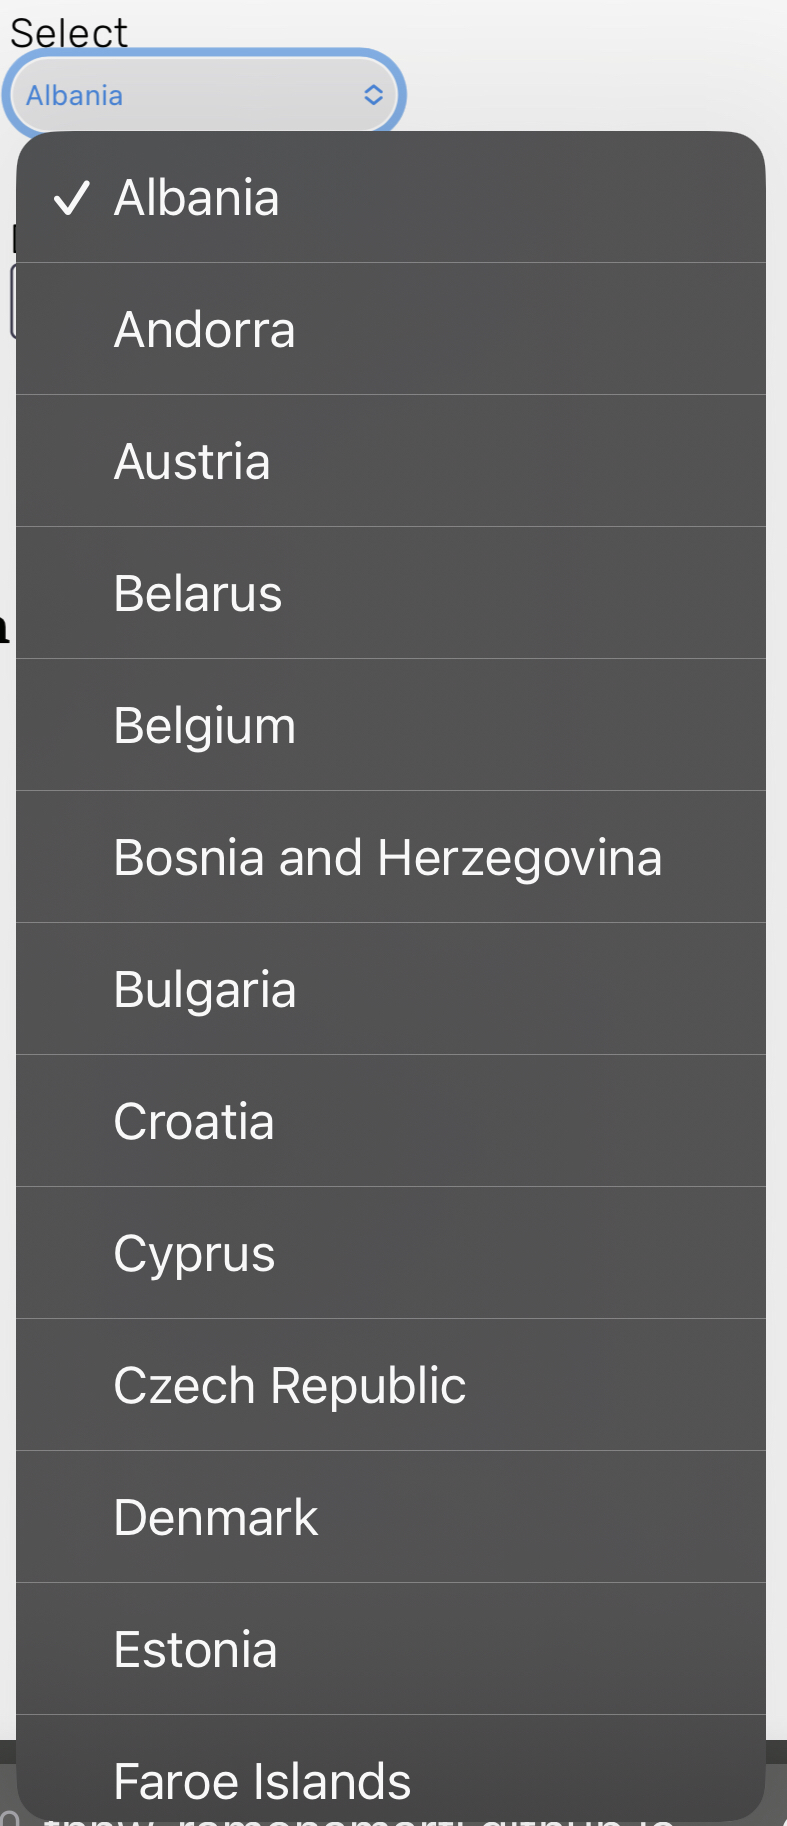 Select
Albania
✓ Albania
Andorra
Austria
Belarus
Belgium
Bosnia and Herzegovina
Bulgaria
Croatia
Cyprus
Czech Republic
Denmark
Estonia
Faroe Islands